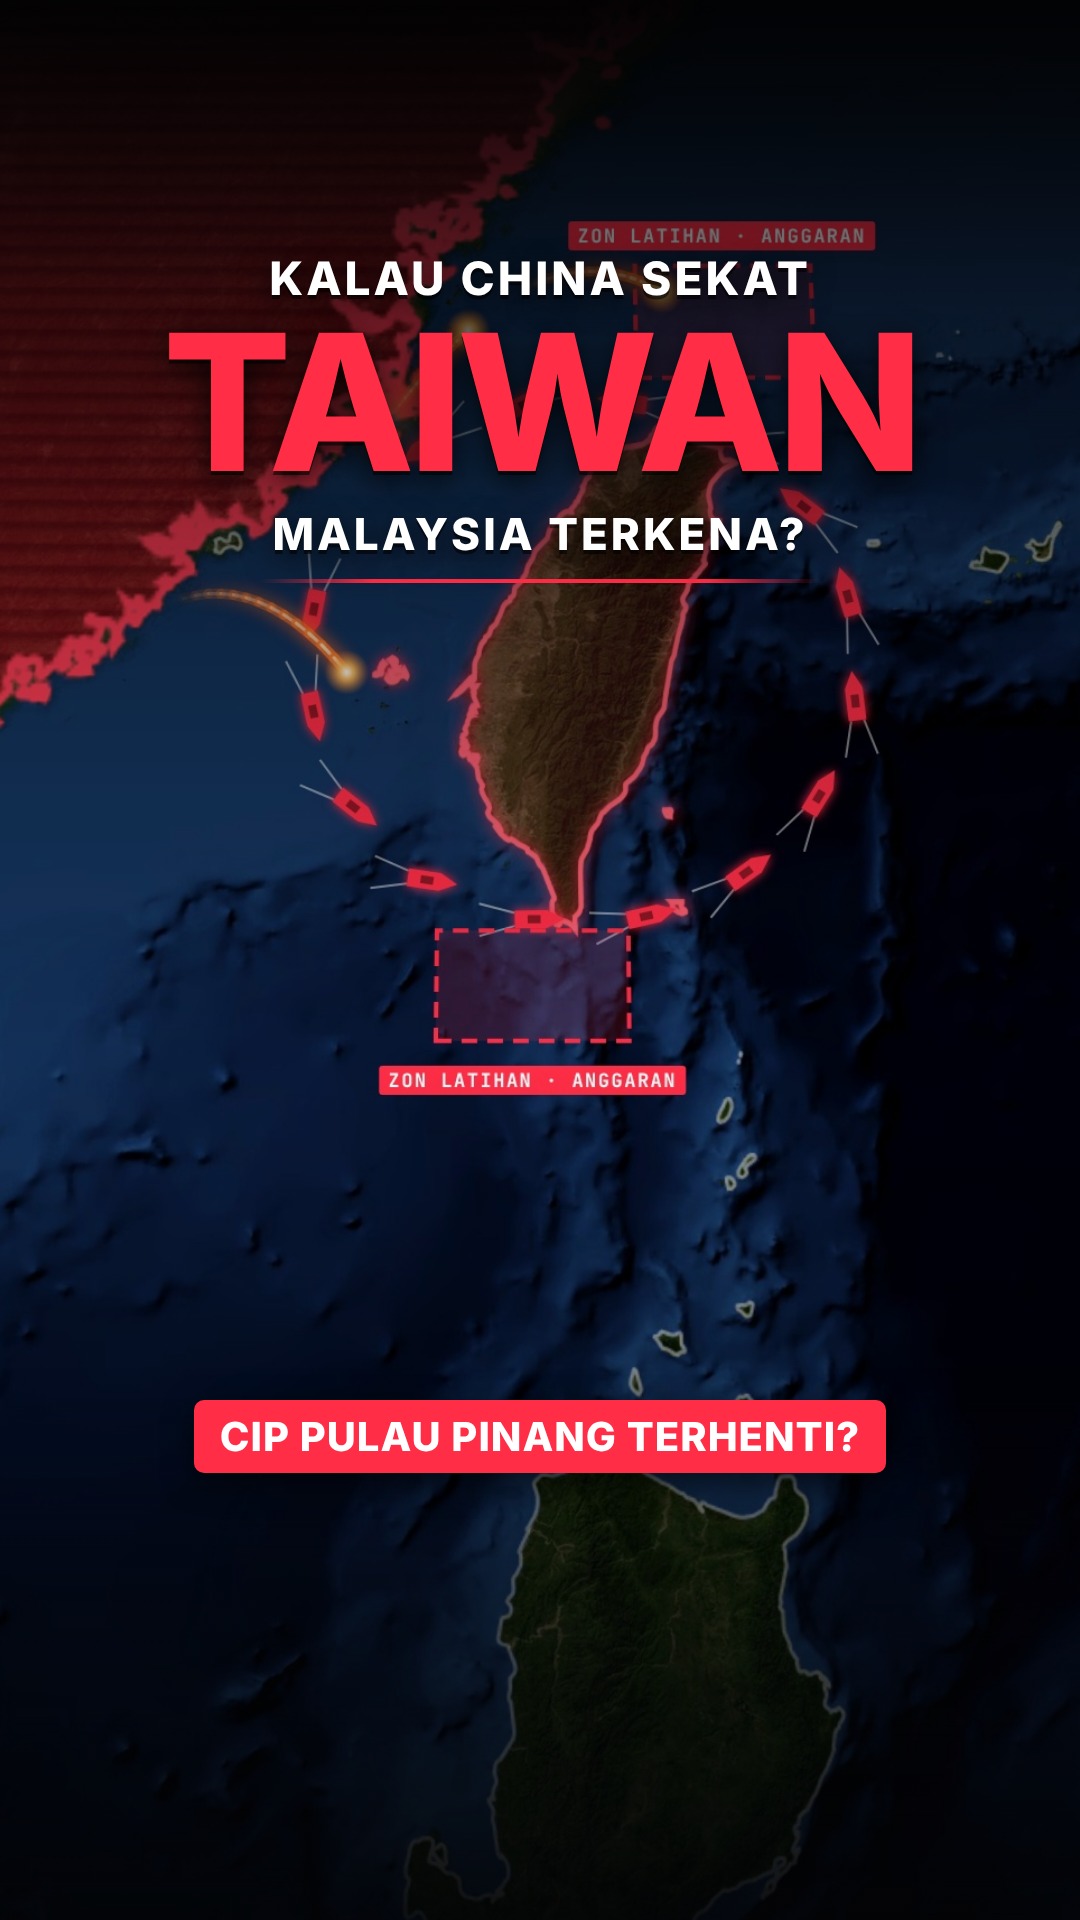 ZON LATIHAN · ANGGARAN
KALAU CHINA SEKAT
TAIWAN
MALAYSIA TERKENA?
ZON LATIHAN · ANGGARAN
CIP PULAU PINANG TERHENTI?